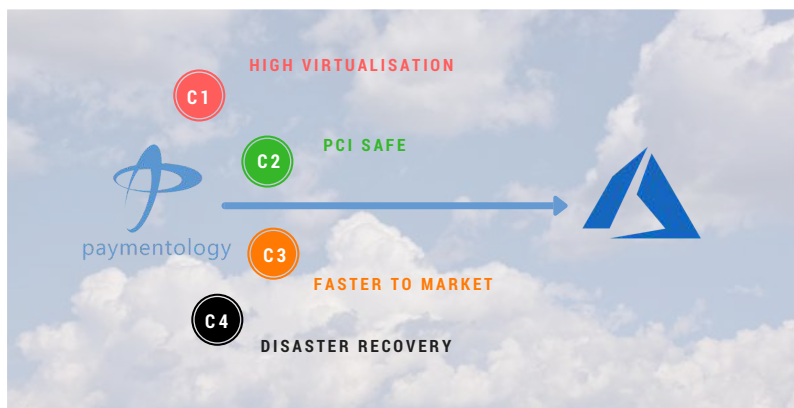 HIGH VIRTUALISATION
C1
PCI SAFE
C2
paymentology
C3
FASTER TO MARKET
C4
DISASTER RECOVERY